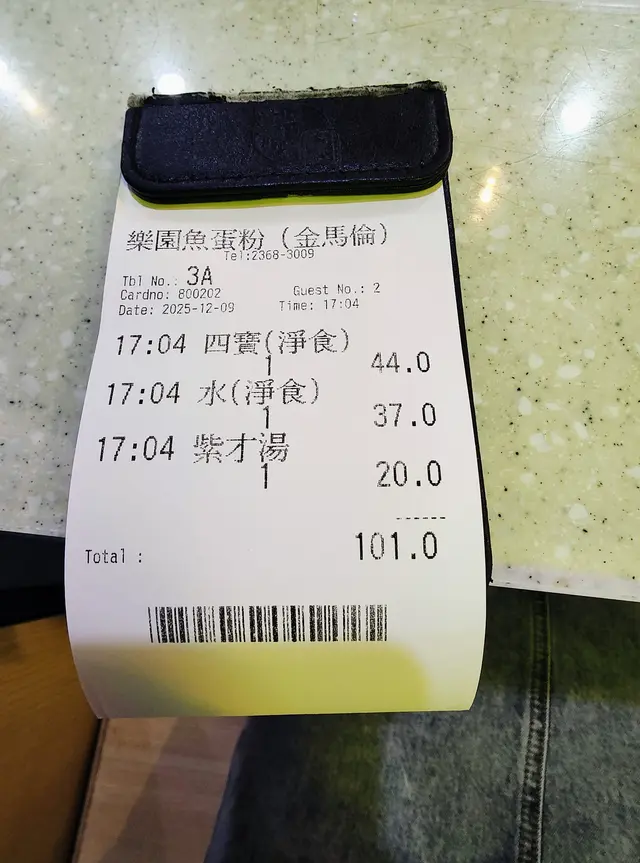 樂園魚蛋粉 (金馬倫)
Tel:2368-3009
Tbl No.: 3A
Cardno: 800202 Guest No.: 2
Date: 2025-12-09 Time: 17:04
17:04 四寶(淨食)
1 44.0
17:04 水(淨食)
1 37.0
17:04 紫才湯
1 20.0
------
Total : 101.0